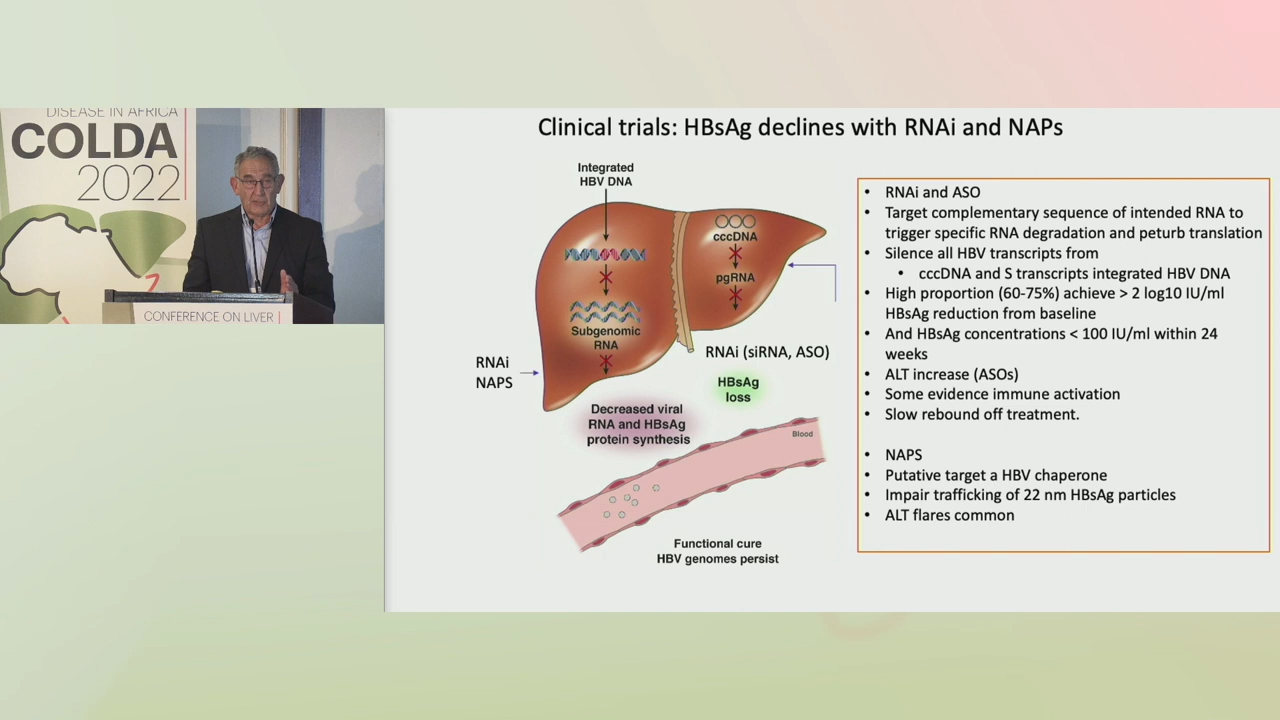 DISEASE IN AFRICA
COLDA
2022
CONFERENCE ON LIVER
Clinical trials: HBsAg declines with RNAi and NAPs
Integrated
HBV DNA
cccDNA
pgRNA
Subgenomic
RNA
RNAi (siRNA, ASO)
RNAi
NAPS
HBsAg
loss
Decreased viral
RNA and HBsAg
protein synthesis
Blood
Functional cure
HBV genomes persist
• RNAi and ASO
• Target complementary sequence of intended RNA to
trigger specific RNA degradation and peturb translation
• Silence all HBV transcripts from
• cccDNA and S transcripts integrated HBV DNA
• High proportion (60-75%) achieve > 2 log10 IU/ml
HBsAg reduction from baseline
• And HBsAg concentrations < 100 IU/ml within 24
weeks
• ALT increase (ASOs)
• Some evidence immune activation
• Slow rebound off treatment.
• NAPS
• Putative target a HBV chaperone
• Impair trafficking of 22 nm HBsAg particles
• ALT flares common